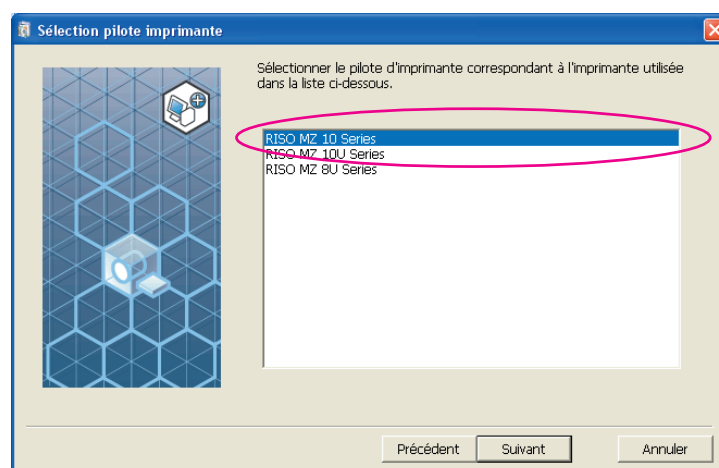 Sélection pilote imprimante
Sélectionner le pilote d'imprimante correspondant à l'imprimante utilisée
dans la liste ci-dessous.
RISO MZ 10 Series
RISO MZ 10U Series
RISO MZ 8U Series
Précédent
Suivant
Annuler